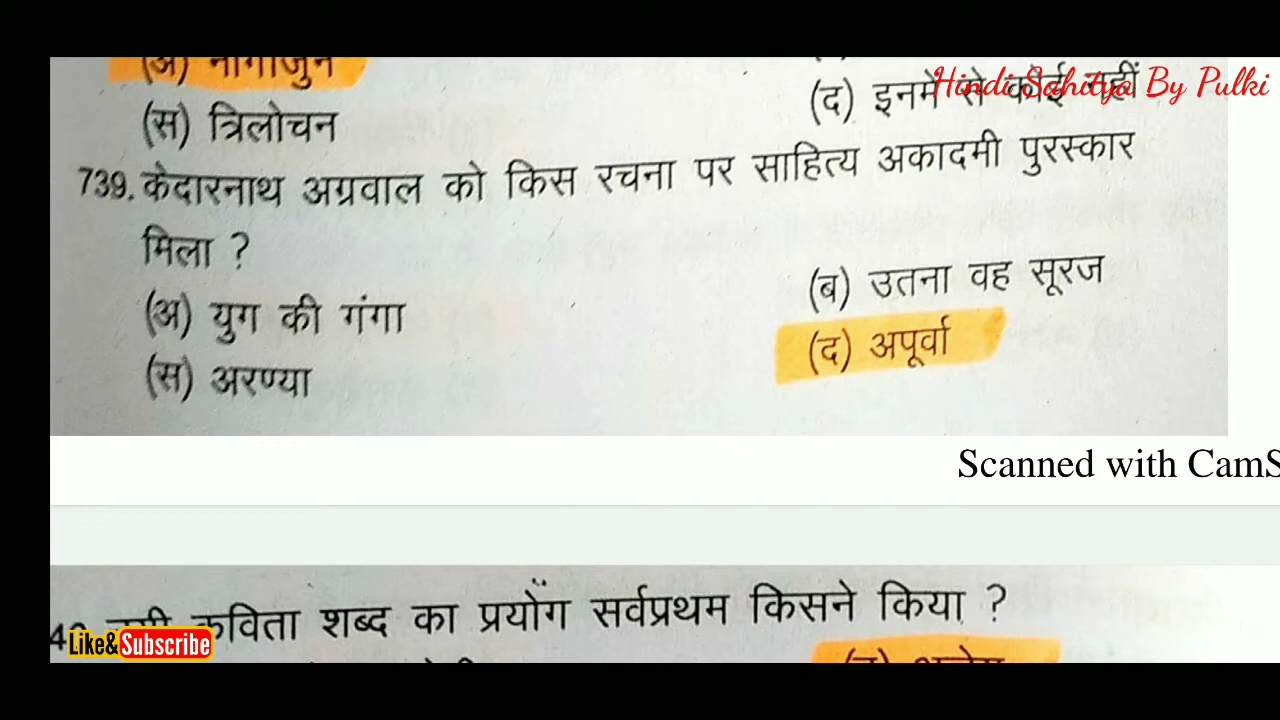 (अ) नागार्जुन
(द) इनमें से कोई नहीं
Hindi Sahitya By Pulki
(स) त्रिलोचन
739. केदारनाथ अग्रवाल को किस रचना पर साहित्य अकादमी पुरस्कार
मिला ?
(अ) युग की गंगा
(ब) उतना वह सूरज
(स) अरण्या
(द) अपूर्वा
Scanned with CamS
कविता शब्द का प्रयोग सर्वप्रथम किसने किया ?
Like& Subscribe